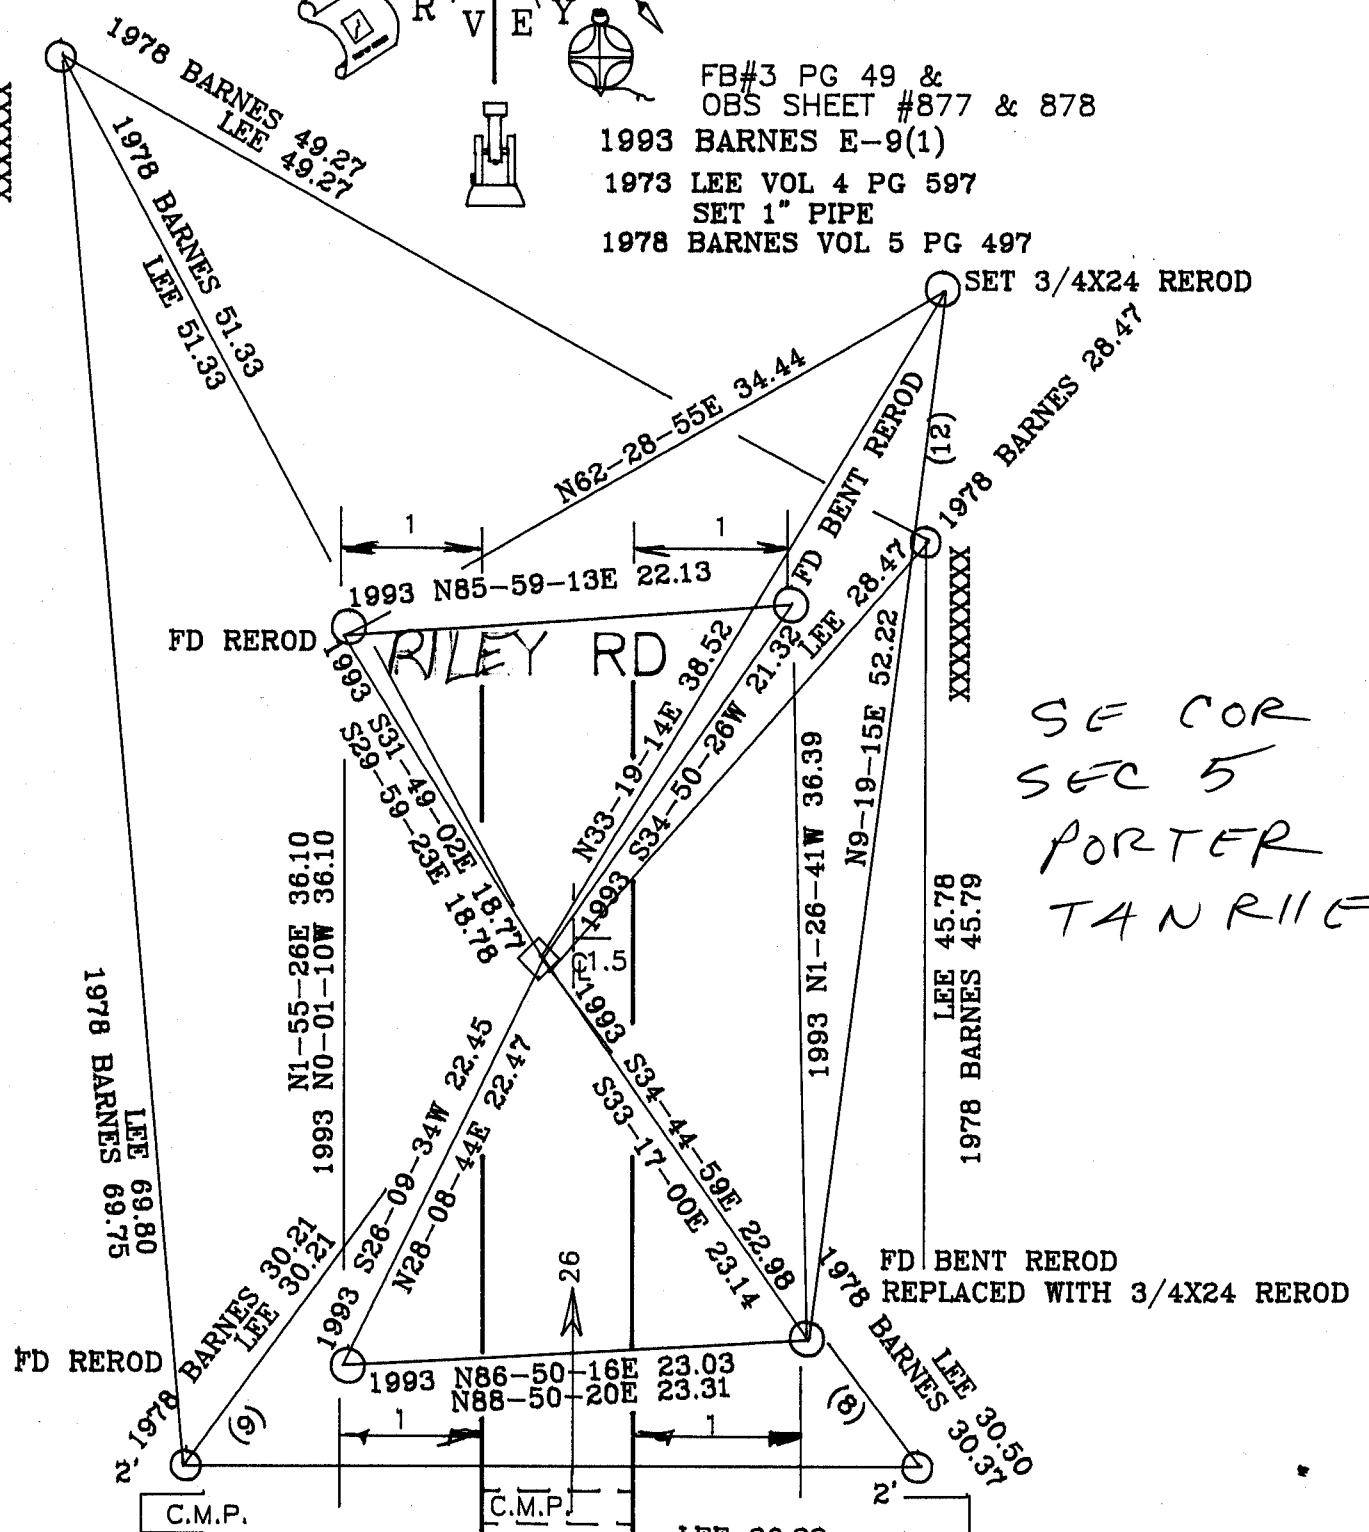 R V E Y
FB#3 PG 49 &
OBS SHEET #877 & 878
1993 BARNES E-9(1)
1973 LEE VOL 4 PG 597
SET 1" PIPE
1978 BARNES VOL 5 PG 497
XXXXXX
1978 BARNES 49.27
LEE 49.27
1978 BARNES 51.33
LEE 51.33
SET 3/4X24 REROD
N62-28-55E 34.44
FD BENT REROD
(12)
1978 BARNES 28.47
LEE 28.47
1
1
1993 N85-59-13E 22.13
FD REROD
RILEY RD
XXXXXXXXX
1993 S31-49-02E 18.77
S29-59-23E 18.78
N33-19-14E 38.52
1993 S34-50-26W 21.32
N9-19-15E 52.22
1993 N1-26-41W 36.39
SE COR
SEC 5
PORTER
T4N R11E
N1-55-26E 36.10
1993 N0-01-10W 36.10
LEE 45.78
1978 BARNES 45.79
℄1.5
LEE 69.80
1978 BARNES 69.75
1993 S26-09-34W 22.45
N28-08-44E 22.47
1993 S34-44-59E 22.98
S33-17-00E 23.14
1978 BARNES 30.21
LEE 30.21
26
FD BENT REROD
REPLACED WITH 3/4X24 REROD
FD REROD
1993 N86-50-16E 23.03
N88-50-20E 23.31
LEE 30.50
1978 BARNES 30.37
(9)
(8)
1
1
2'
2'
C.M.P.
C.M.P.